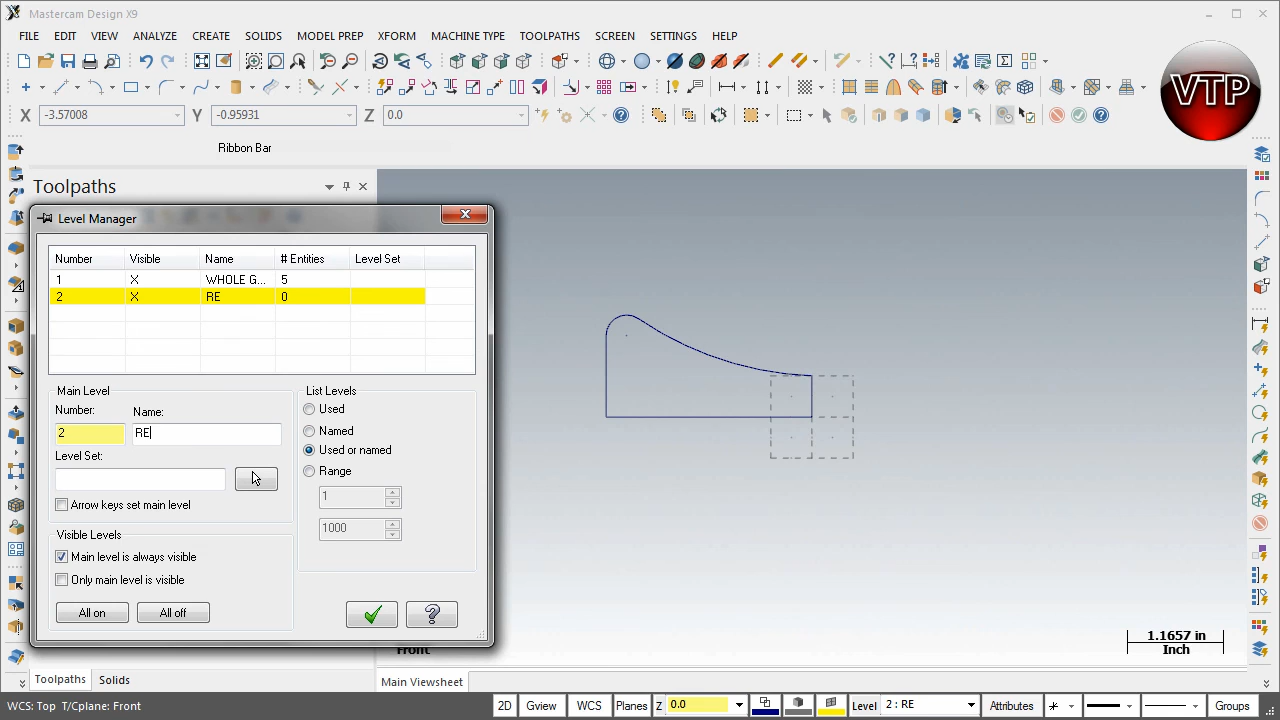 Mastercam Design X9
FILE EDIT VIEW ANALYZE CREATE SOLIDS MODEL PREP XFORM MACHINE TYPE TOOLPATHS SCREEN SETTINGS HELP
VTP
X -3.57008 Y -0.95931 Z 0.0
Ribbon Bar
Toolpaths
Level Manager
Number Visible Name # Entities Level Set
1 X WHOLE G... 5
2 X RE 0
Main Level
Number: Name:
2 RE
Level Set:
Arrow keys set main level
List Levels
Used
Named
Used or named
Range
1
1000
Visible Levels
Main level is always visible
Only main level is visible
All on All off
Front
1.1657 in
Inch
Toolpaths Solids
Main Viewsheet
WCS: Top T/Cplane: Front
2D Gview WCS Planes Z 0.0 Level 2 : RE Attributes Groups